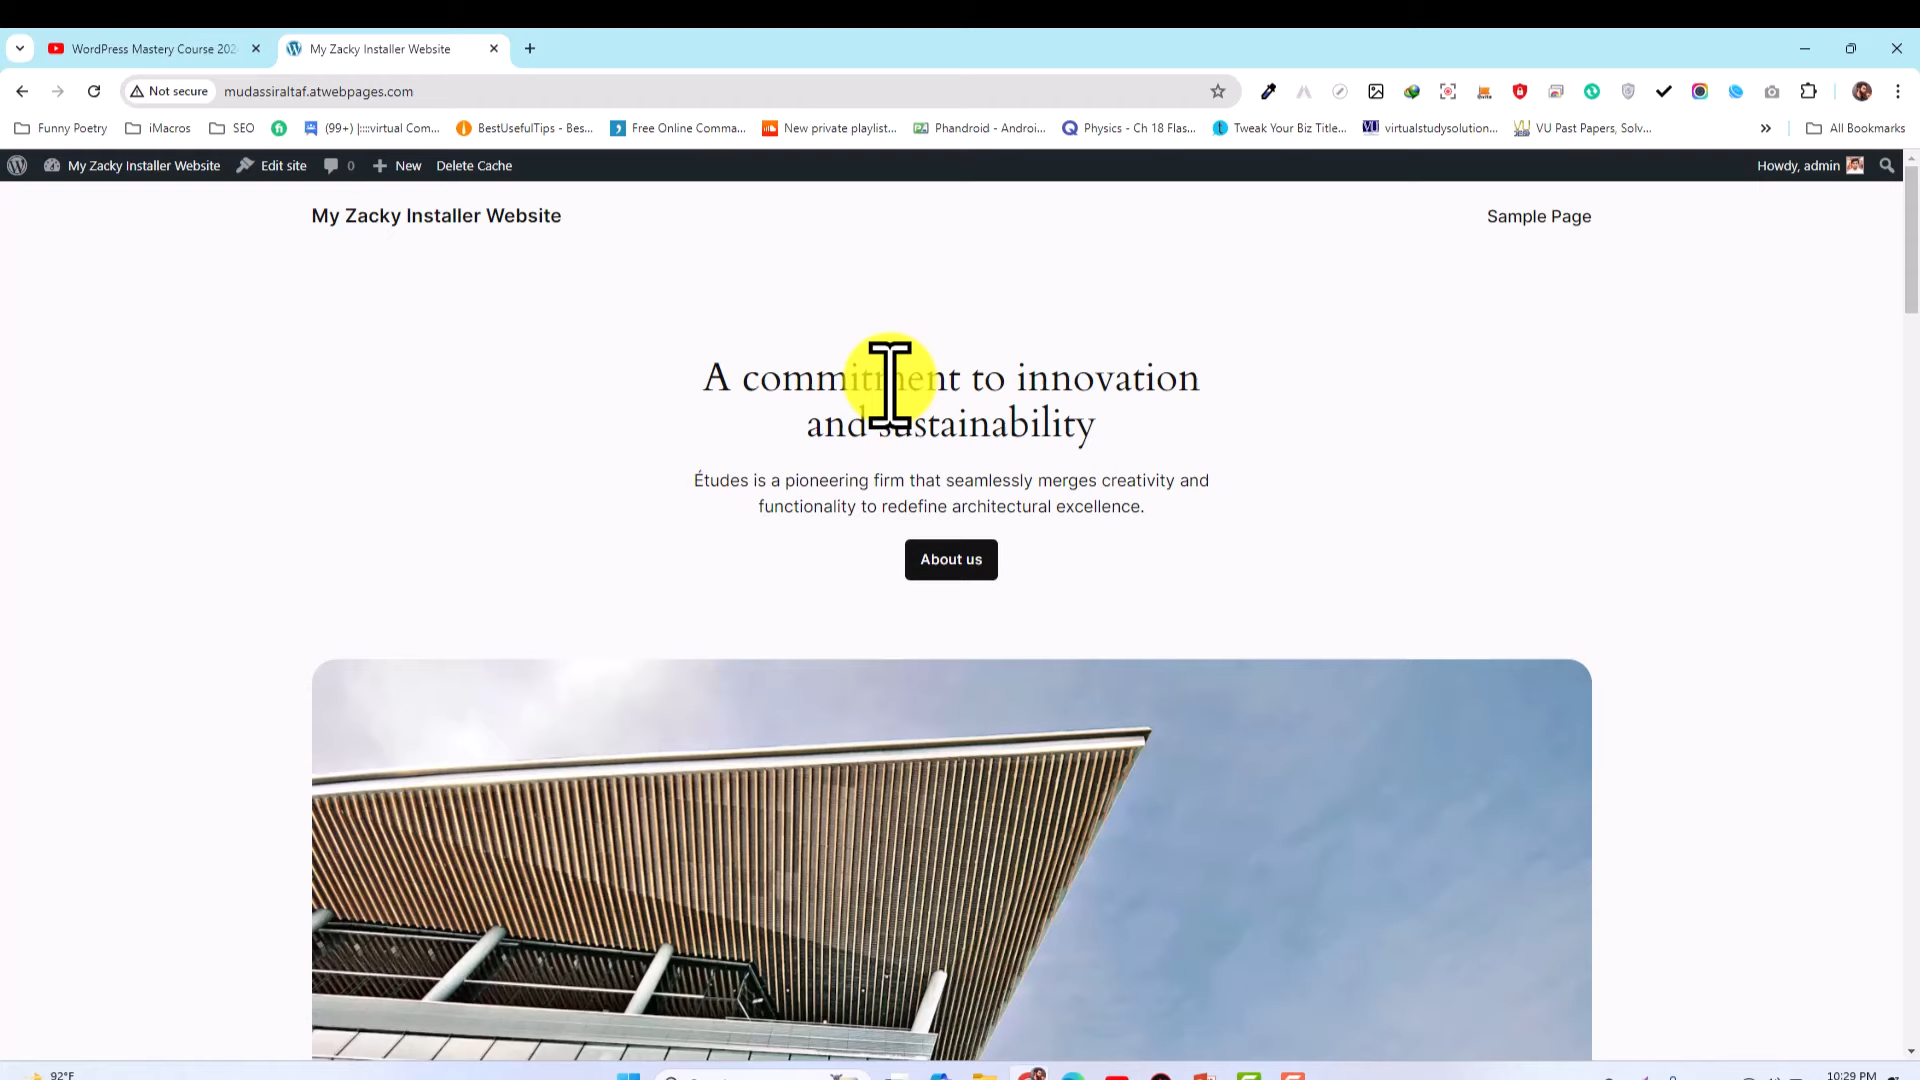 WordPress Mastery Course 202
My Zacky Installer Website
Not secure
mudassiraltaf.atwebpages.com
Funny Poetry
iMacros
SEO
(99+) |::::virtual Com...
BestUsefulTips - Bes...
Free Online Comma...
New private playlist...
Phandroid - Androi...
Physics - Ch 18 Flas...
Tweak Your Biz Title...
virtualstudysolution...
VU Past Papers, Solv...
All Bookmarks
My Zacky Installer Website
Edit site
0
New
Delete Cache
Howdy, admin
My Zacky Installer Website
Sample Page
A commitment to innovation
and sustainability
Études is a pioneering firm that seamlessly merges creativity and
functionality to redefine architectural excellence.
About us
92°F
10:29 PM